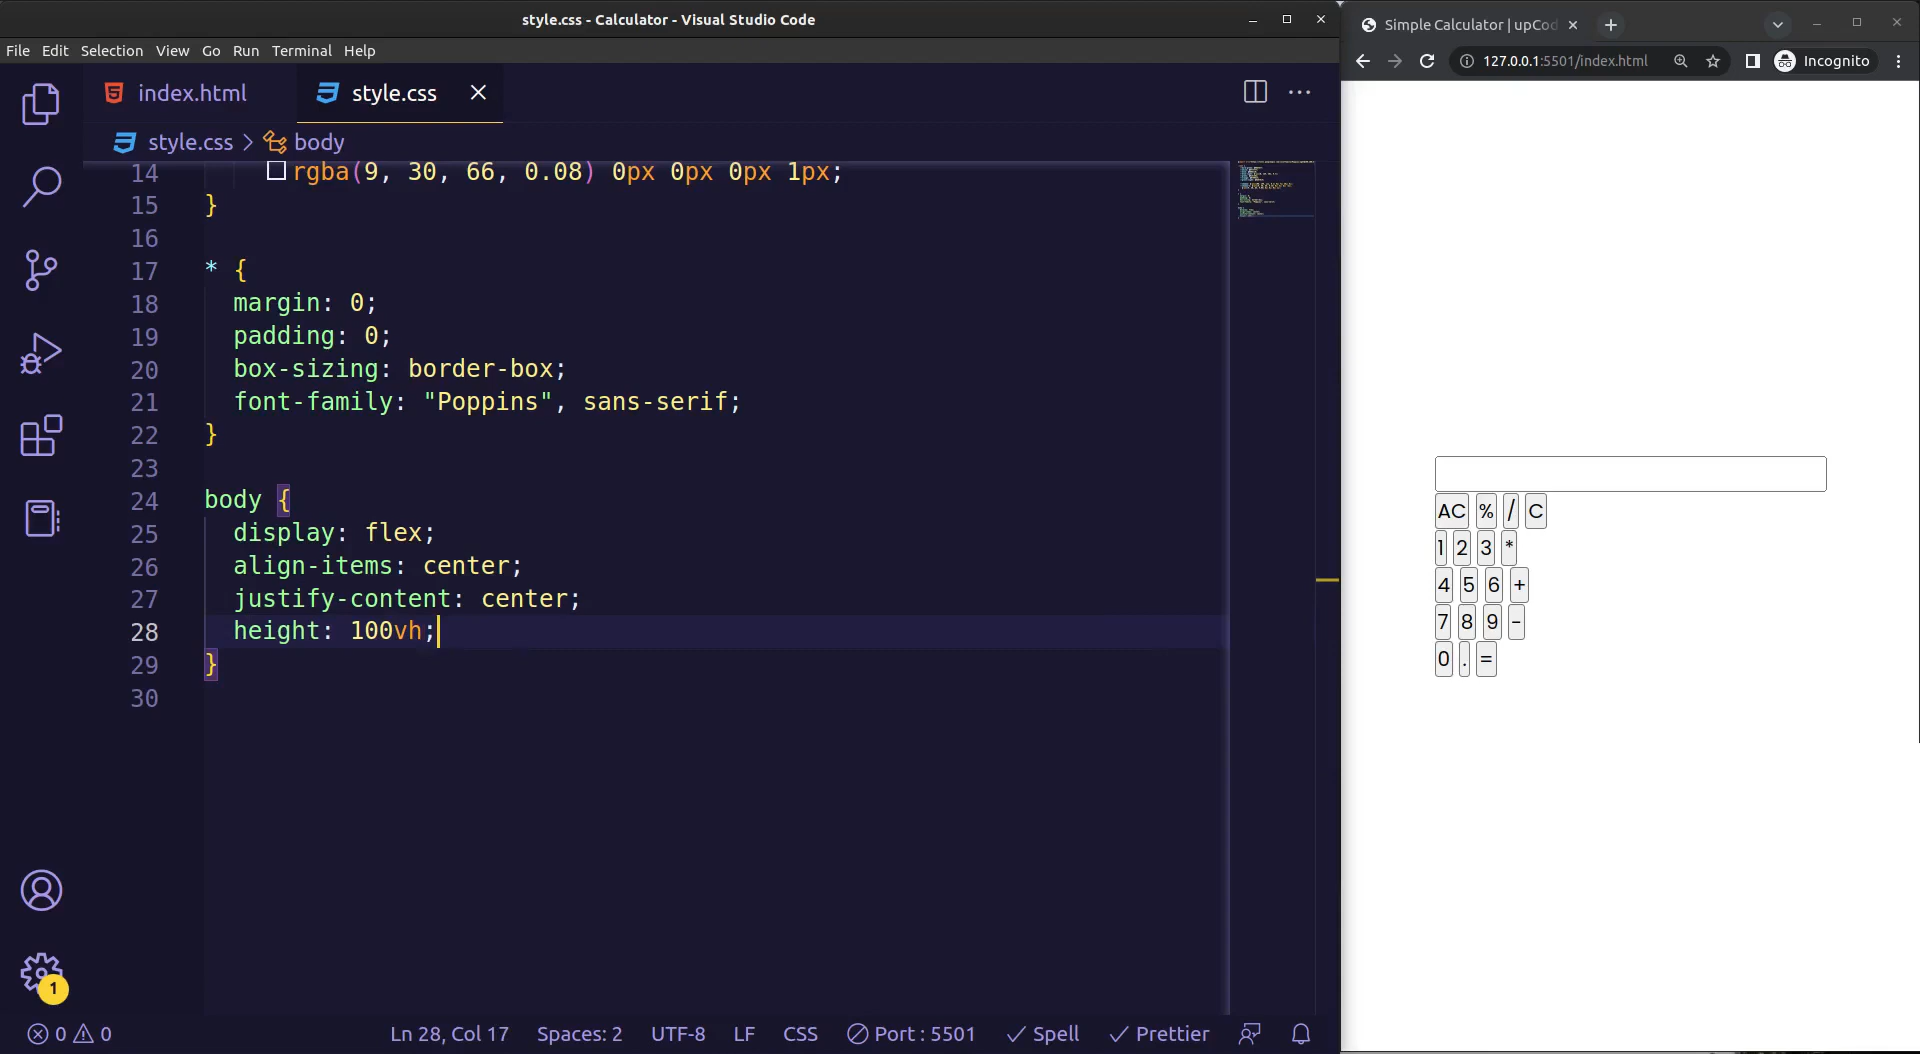 style.css - Calculator - Visual Studio Code
File Edit Selection View Go Run Terminal Help
index.html style.css
style.css > body
14 rgba(9, 30, 66, 0.08) 0px 0px 0px 1px;
15 }
16
17 * {
18 margin: 0;
19 padding: 0;
20 box-sizing: border-box;
21 font-family: "Poppins", sans-serif;
22 }
23
24 body {
25 display: flex;
26 align-items: center;
27 justify-content: center;
28 height: 100vh;
29 }
30
1
0 0 Ln 28, Col 17 Spaces: 2 UTF-8 LF CSS Port : 5501 Spell Prettier
Simple Calculator | upCod
127.0.0.1:5501/index.html Incognito
AC % / C
1 2 3 *
4 5 6 +
7 8 9 -
0 . =